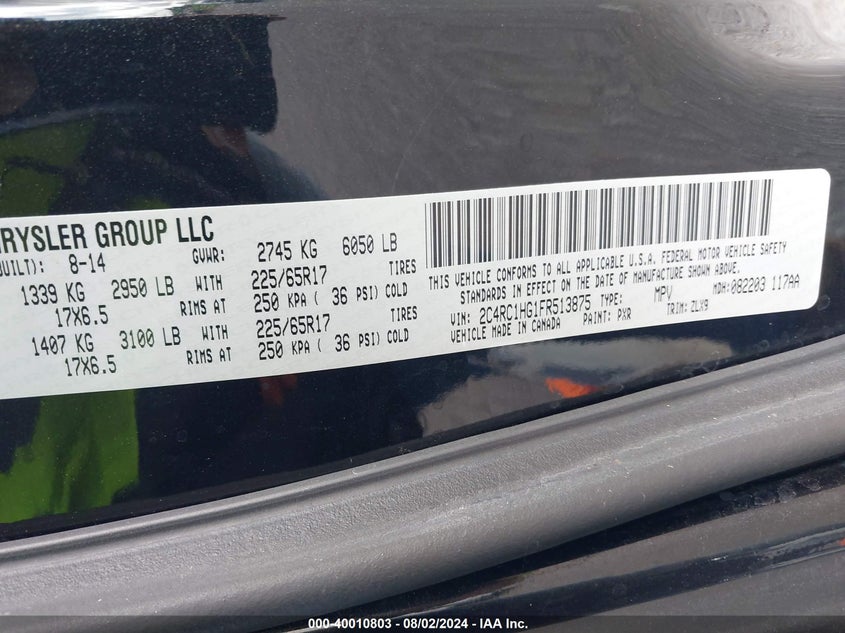 RYSLER GROUP LLC
BUILT): 8-14 GVWR: 2745 KG 6050 LB
1339 KG 2950 LB WITH 225/65R17 TIRES
17X6.5 RIMS AT 250 KPA ( 36 PSI) COLD
1407 KG 3100 LB WITH 225/65R17 TIRES
17X6.5 RIMS AT 250 KPA ( 36 PSI) COLD
THIS VEHICLE CONFORMS TO ALL APPLICABLE U.S.A. FEDERAL MOTOR VEHICLE SAFETY
STANDARDS IN EFFECT ON THE DATE OF MANUFACTURE SHOWN ABOVE.
MDH: 082203 117AA
VIN: 2C4RC1HG1FR513875 TYPE: MPV
VEHICLE MADE IN CANADA PAINT: PXR TRIM: ZLX9
000-40010803 — 08/02/2024 — IAA Inc.